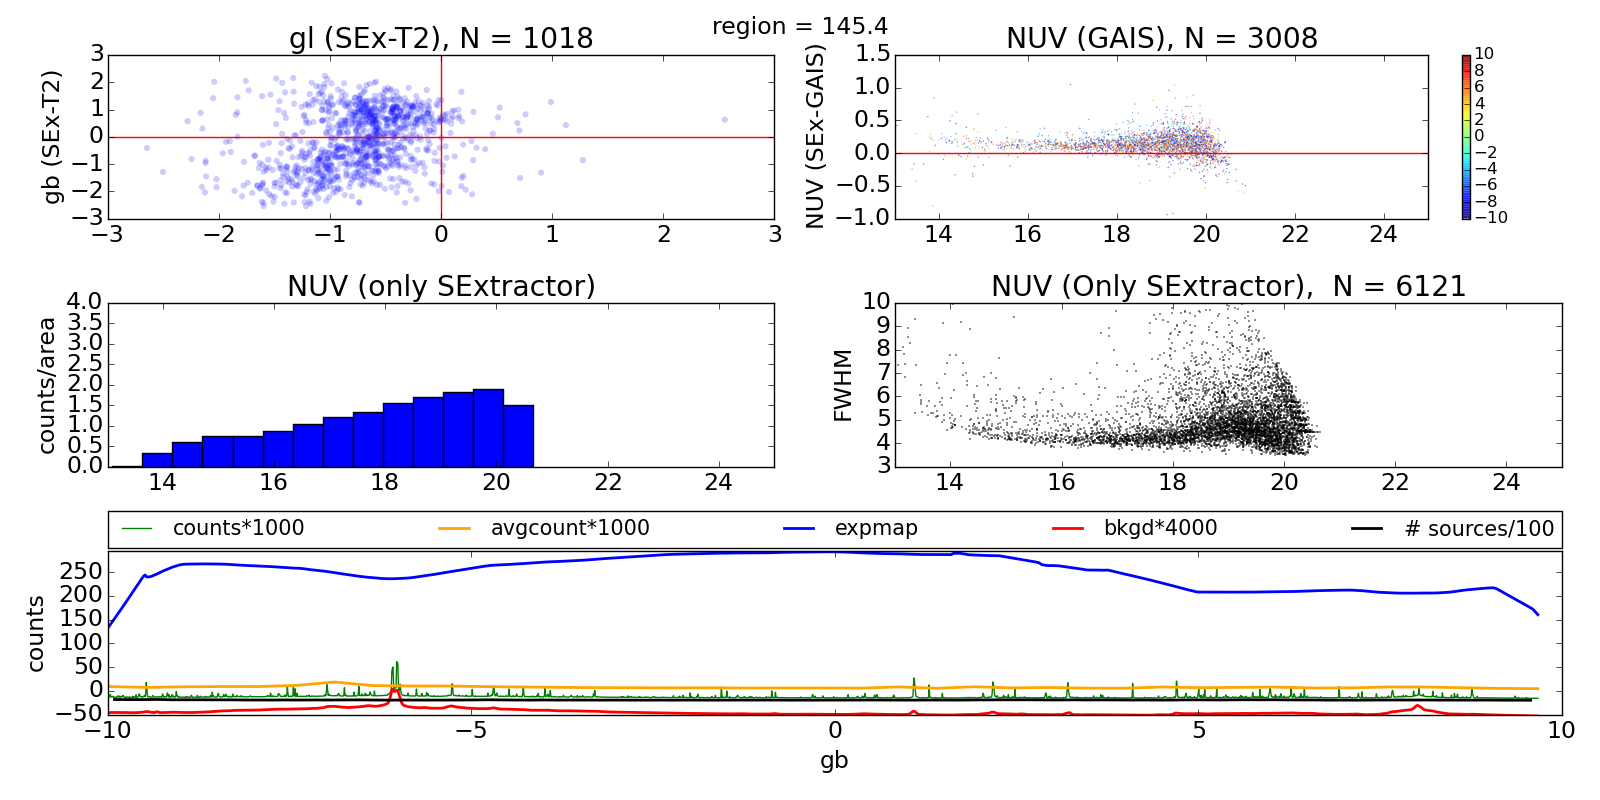 region = 145.4
gl (SEx-T2), N = 1018
gb (SEx-T2)
3
2
1
0
−1
−2
−3
−3 −2 −1 0 1 2 3
NUV (GAIS), N = 3008
NUV (SEx-GAIS)
1.5
1.0
0.5
0.0
−0.5
−1.0
14 16 18 20 22 24
10
8
6
4
2
0
−2
−4
−6
−8
−10
NUV (only SExtractor)
counts/area
4.0
3.5
3.0
2.5
2.0
1.5
1.0
0.5
0.0
14 16 18 20 22 24
NUV (Only SExtractor),  N = 6121
FWHM
10
9
8
7
6
5
4
3
14 16 18 20 22 24
counts*1000 avgcount*1000 expmap bkgd*4000 # sources/100
counts
250
200
150
100
50
0
−50
−10 −5 0 5 10
gb